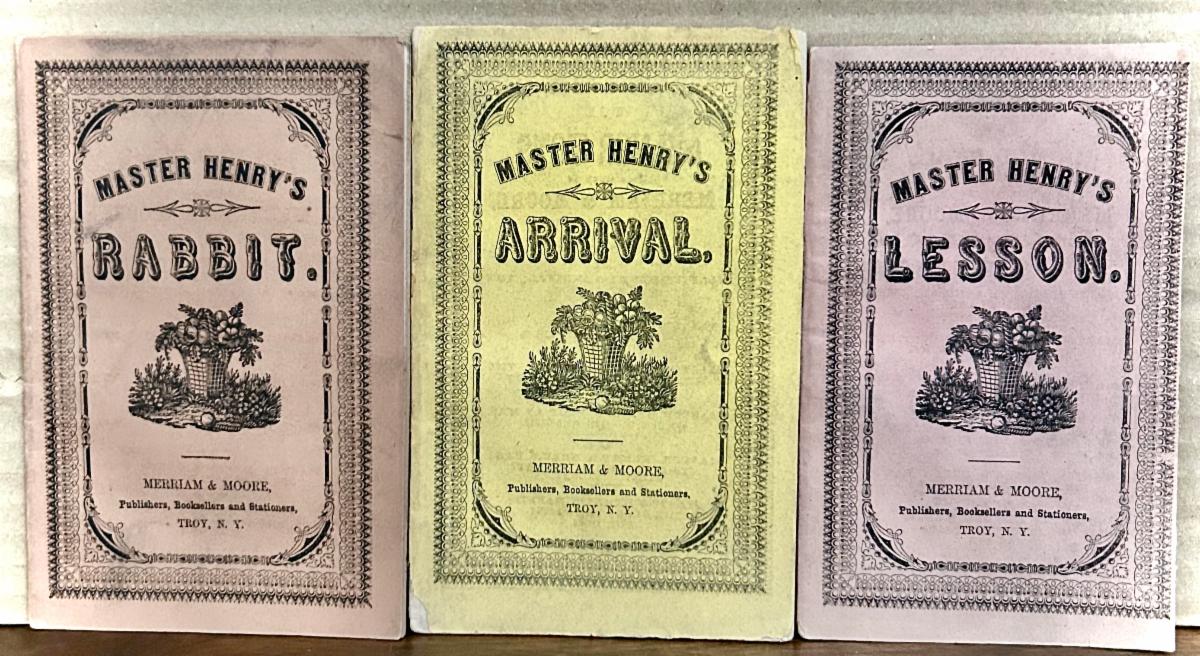 MASTER HENRY'S
RABBIT.
MERRIAM & MOORE,
Publishers, Booksellers and Stationers,
TROY, N. Y.
MASTER HENRY'S
ARRIVAL.
MERRIAM & MOORE,
Publishers, Booksellers and Stationers,
TROY, N. Y.
MASTER HENRY'S
LESSON.
MERRIAM & MOORE,
Publishers, Booksellers and Stationers,
TROY, N. Y.